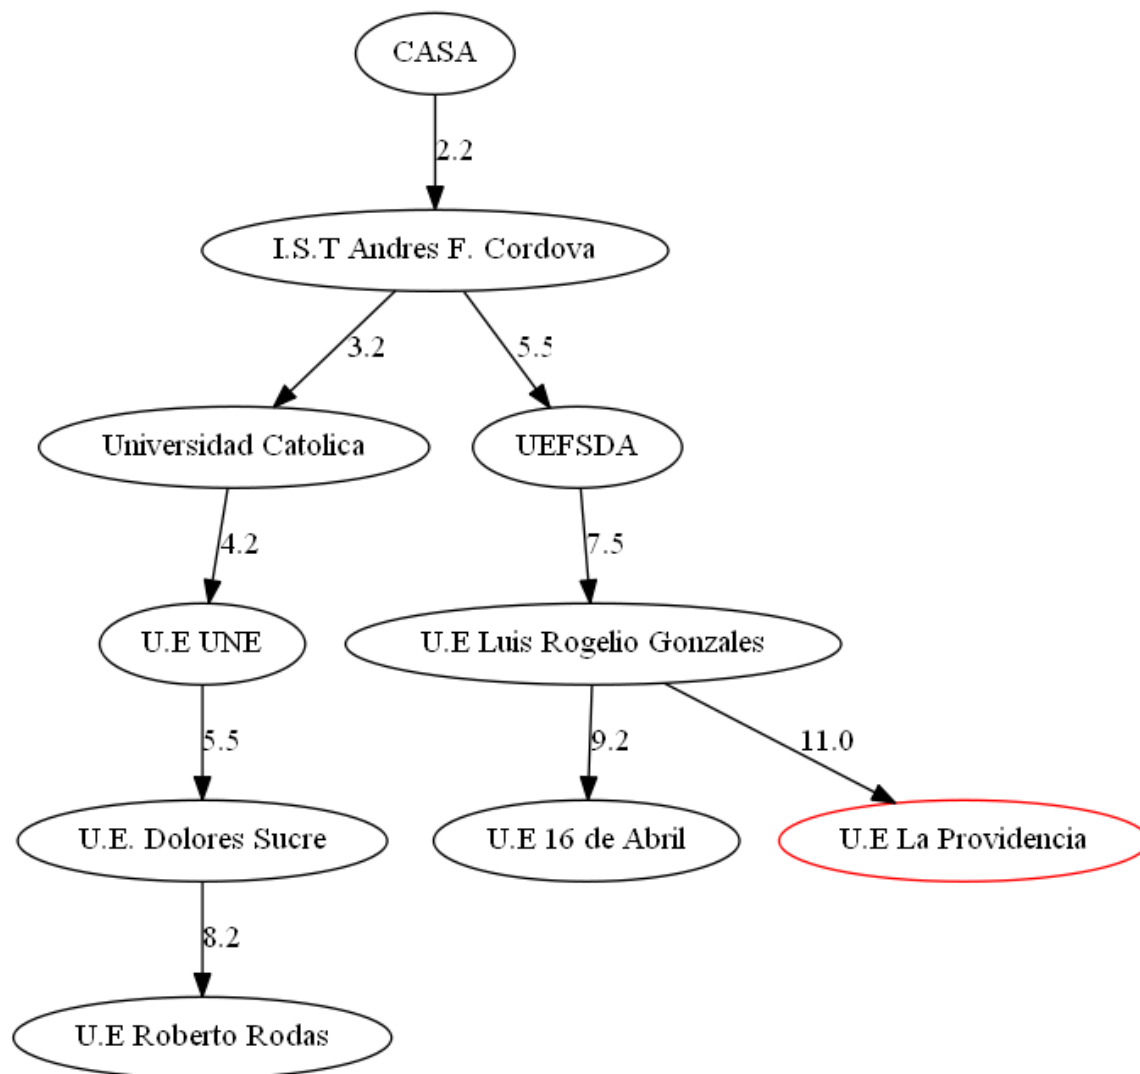 CASA
2.2
I.S.T Andres F. Cordova
3.2
5.5
Universidad Catolica
UEFSDA
4.2
7.5
U.E UNE
U.E Luis Rogelio Gonzales
5.5
9.2
11.0
U.E. Dolores Sucre
U.E 16 de Abril
U.E La Providencia
8.2
U.E Roberto Rodas